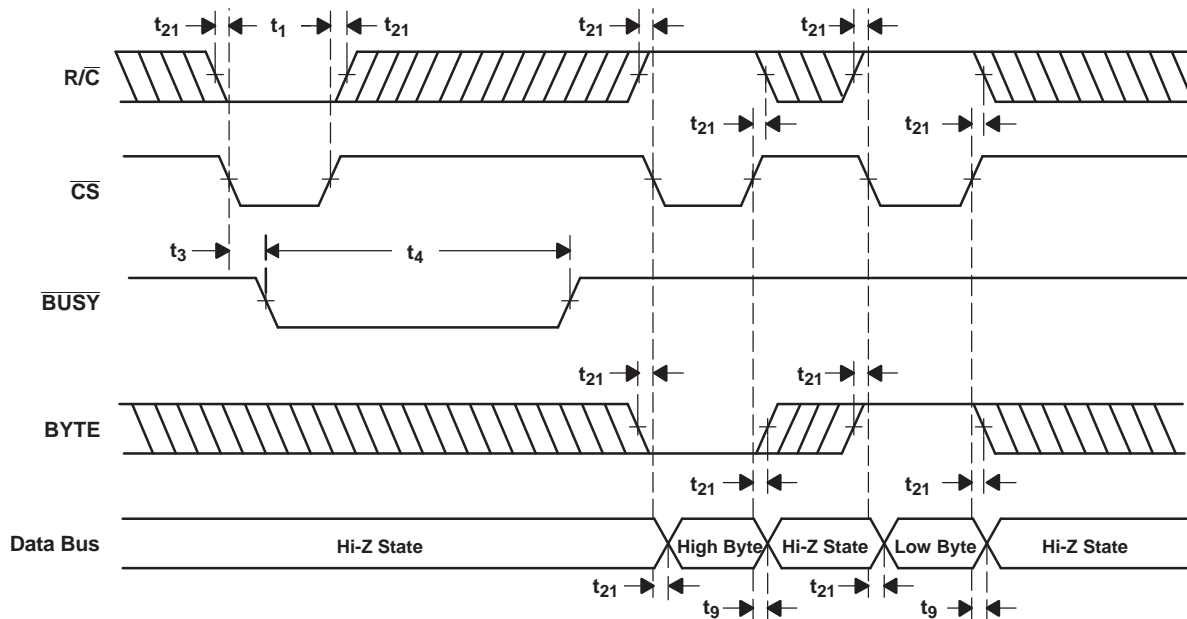 t21 t1 t21 t21 t21
R/C
t21 t21
CS
t3 t4
BUSY
t21 t21
BYTE
t21 t21
Data Bus Hi-Z State High Byte Hi-Z State Low Byte Hi-Z State
t21 t9 t21 t9